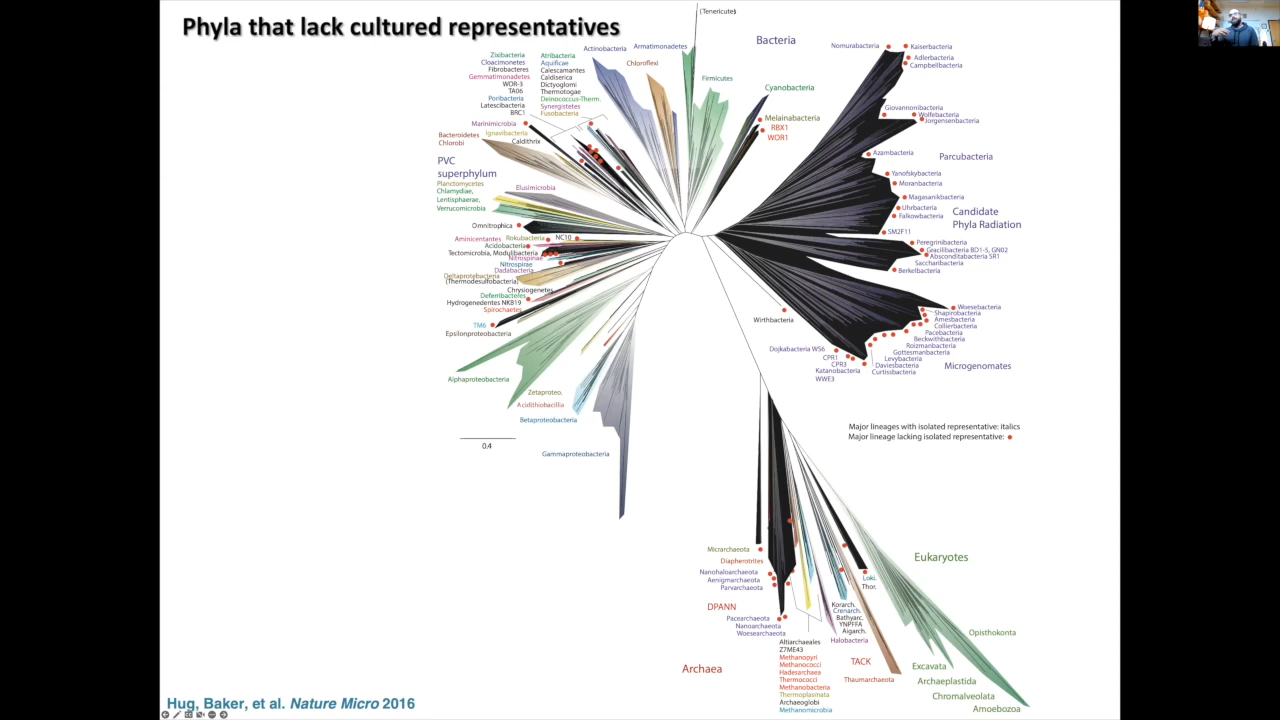 Phyla that lack cultured representatives
(Tenericutes)
Bacteria
Zixibacteria
Cloacimonetes
Fibrobacteres
Gemmatimonadetes
WOR-3
TA06
Poribacteria
Latescibacteria
BRC1
Atribacteria
Aquificae
Calescamantes
Caldiserica
Dictyoglomi
Thermotogae
Deinococcus-Therm.
Synergistetes
Fusobacteria
Actinobacteria
Armatimonadetes
Chloroflexi
Firmicutes
Cyanobacteria
Melainabacteria
RBX1
WOR1
Marinimicrobia
Bacteroidetes
Chlorobi
Ignavibacteria
Caldithrix
PVC
superphylum
Planctomycetes
Chlamydiae,
Lentisphaerae,
Verrucomicrobia
Elusimicrobia
Omnitrophica
Aminicentantes
Rokubacteria
NC10
Acidobacteria
Tectomicrobia, Modulibacteria
Nitrospinae
Nitrospirae
Dadabacteria
Deltaprotebacteria
(Thermodesulfobacteria)
Chrysiogenetes
Deferribacteres
Hydrogenedentes NKB19
Spirochaetes
TM6
Epsilonproteobacteria
Alphaproteobacteria
Zetaproteo.
Acidithiobacillia
Betaproteobacteria
Gammaproteobacteria
0.4
Nomurabacteria
Kaiserbacteria
Adlerbacteria
Campbellbacteria
Giovannonibacteria
Wolfebacteria
Jorgensenbacteria
Azambacteria
Parcubacteria
Yanofskybacteria
Moranbacteria
Magasanikbacteria
Uhrbacteria
Falkowbacteria
Candidate
Phyla Radiation
SM2F11
Peregrinibacteria
Gracilibacteria BD1-5, GN02
Absconditabacteria SR1
Saccharibacteria
Berkelbacteria
Woesebacteria
Shapirobacteria
Amesbacteria
Collierbacteria
Pacebacteria
Beckwithbacteria
Roizmanbacteria
Gottesmanbacteria
Levybacteria
Daviesbacteria
Curtissbacteria
Microgenomates
Wirthbacteria
Dojkabacteria WS6
CPR1
CPR3
Katanobacteria
WWE3
Major lineages with isolated representative: italics
Major lineage lacking isolated representative:
Micrarchaeota
Diapherotrites
Nanohaloarchaeota
Aenigmarchaeota
Parvarchaeota
DPANN
Pacearchaeota
Nanoarchaeota
Woesearchaeota
Archaea
Altiarchaeales
Z7ME43
Methanopyri
Methanococci
Hadesarchaea
Thermococci
Methanobacteria
Thermoplasmata
Archaeoglobi
Methanomicrobia
Halobacteria
Korarch.
Crenarch.
Bathyarc.
YNPFFA
Aigarch.
TACK
Thaumarchaeota
Loki.
Thor.
Eukaryotes
Opisthokonta
Excavata
Archaeplastida
Chromalveolata
Amoebozoa
Hug, Baker, et al. Nature Micro 2016